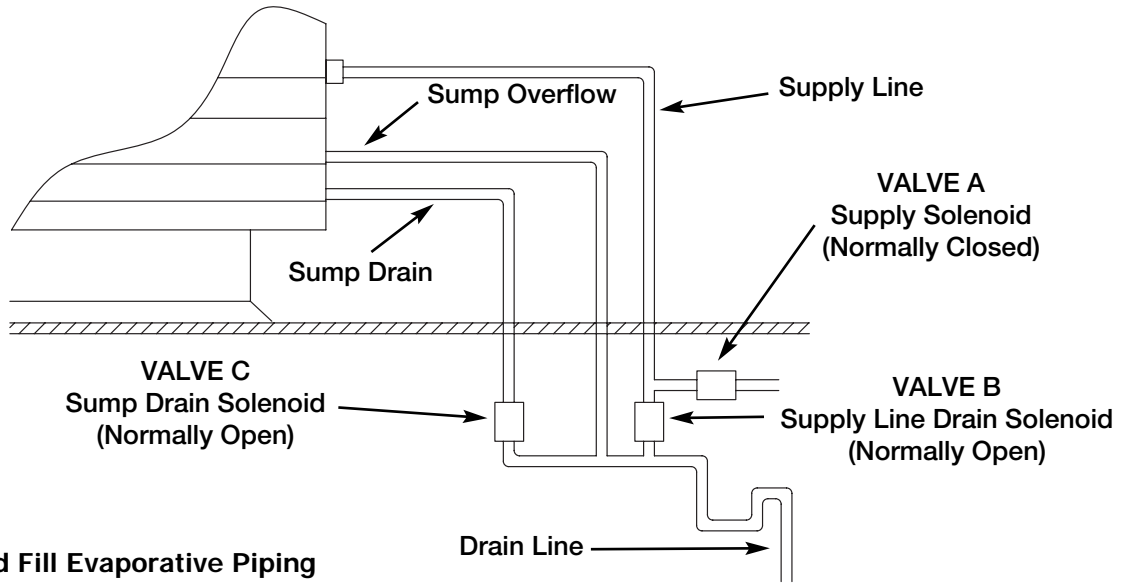 Sump Overflow
Supply Line
VALVE A
Supply Solenoid
(Normally Closed)
Sump Drain
VALVE C
Sump Drain Solenoid
(Normally Open)
VALVE B
Supply Line Drain Solenoid
(Normally Open)
Drain Line
d Fill Evaporative Piping